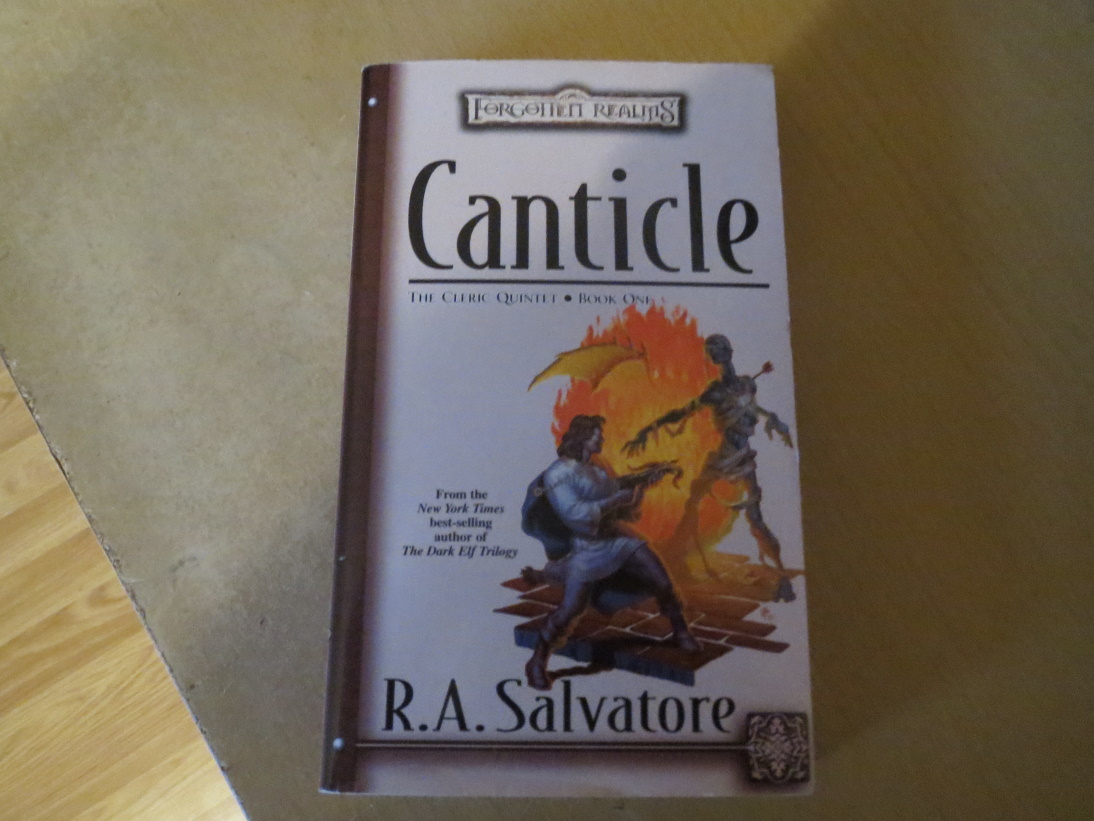 FORGOTTEN REALMS
Canticle
THE CLERIC QUINTET • BOOK ONE
From the
New York Times
best-selling
author of
The Dark Elf Trilogy
R.A. Salvatore